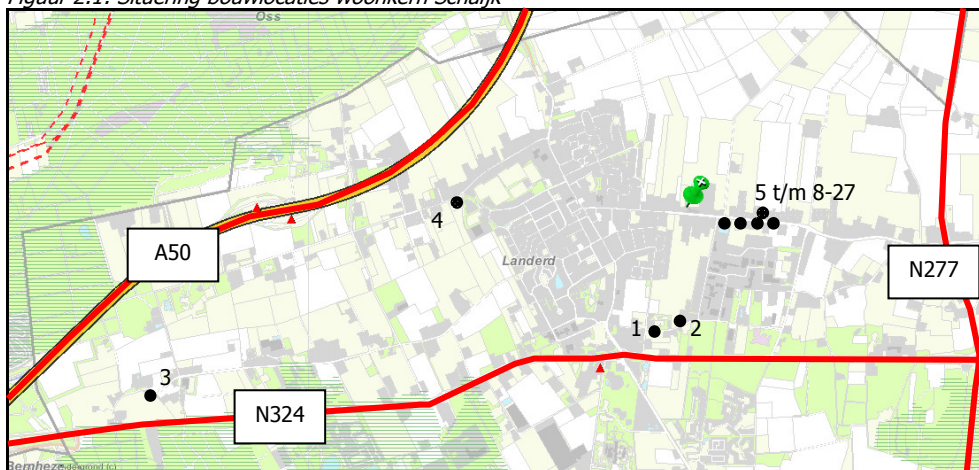 Figuur 2.1: Situering bouwlocaties woonkern Schaijk
Oss
5 t/m 8-27
4
A50
Landerd
N277
1
2
3
N324
Bernheze